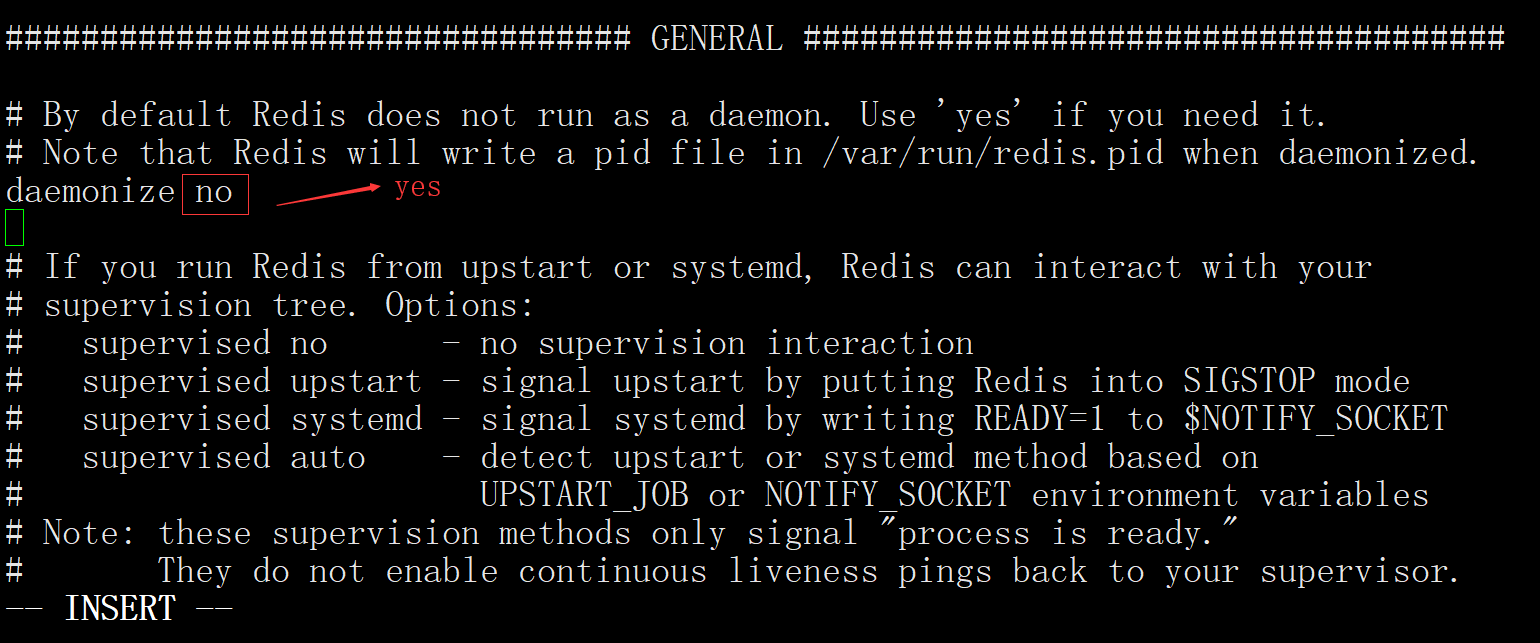 ################################# GENERAL #####################################
# By default Redis does not run as a daemon. Use 'yes' if you need it.
# Note that Redis will write a pid file in /var/run/redis.pid when daemonized.
daemonize no yes
# If you run Redis from upstart or systemd, Redis can interact with your
# supervision tree. Options:
#   supervised no      - no supervision interaction
#   supervised upstart - signal upstart by putting Redis into SIGSTOP mode
#   supervised systemd - signal systemd by writing READY=1 to $NOTIFY_SOCKET
#   supervised auto    - detect upstart or systemd method based on
#                        UPSTART_JOB or NOTIFY_SOCKET environment variables
# Note: these supervision methods only signal "process is ready."
#       They do not enable continuous liveness pings back to your supervisor.
-- INSERT --